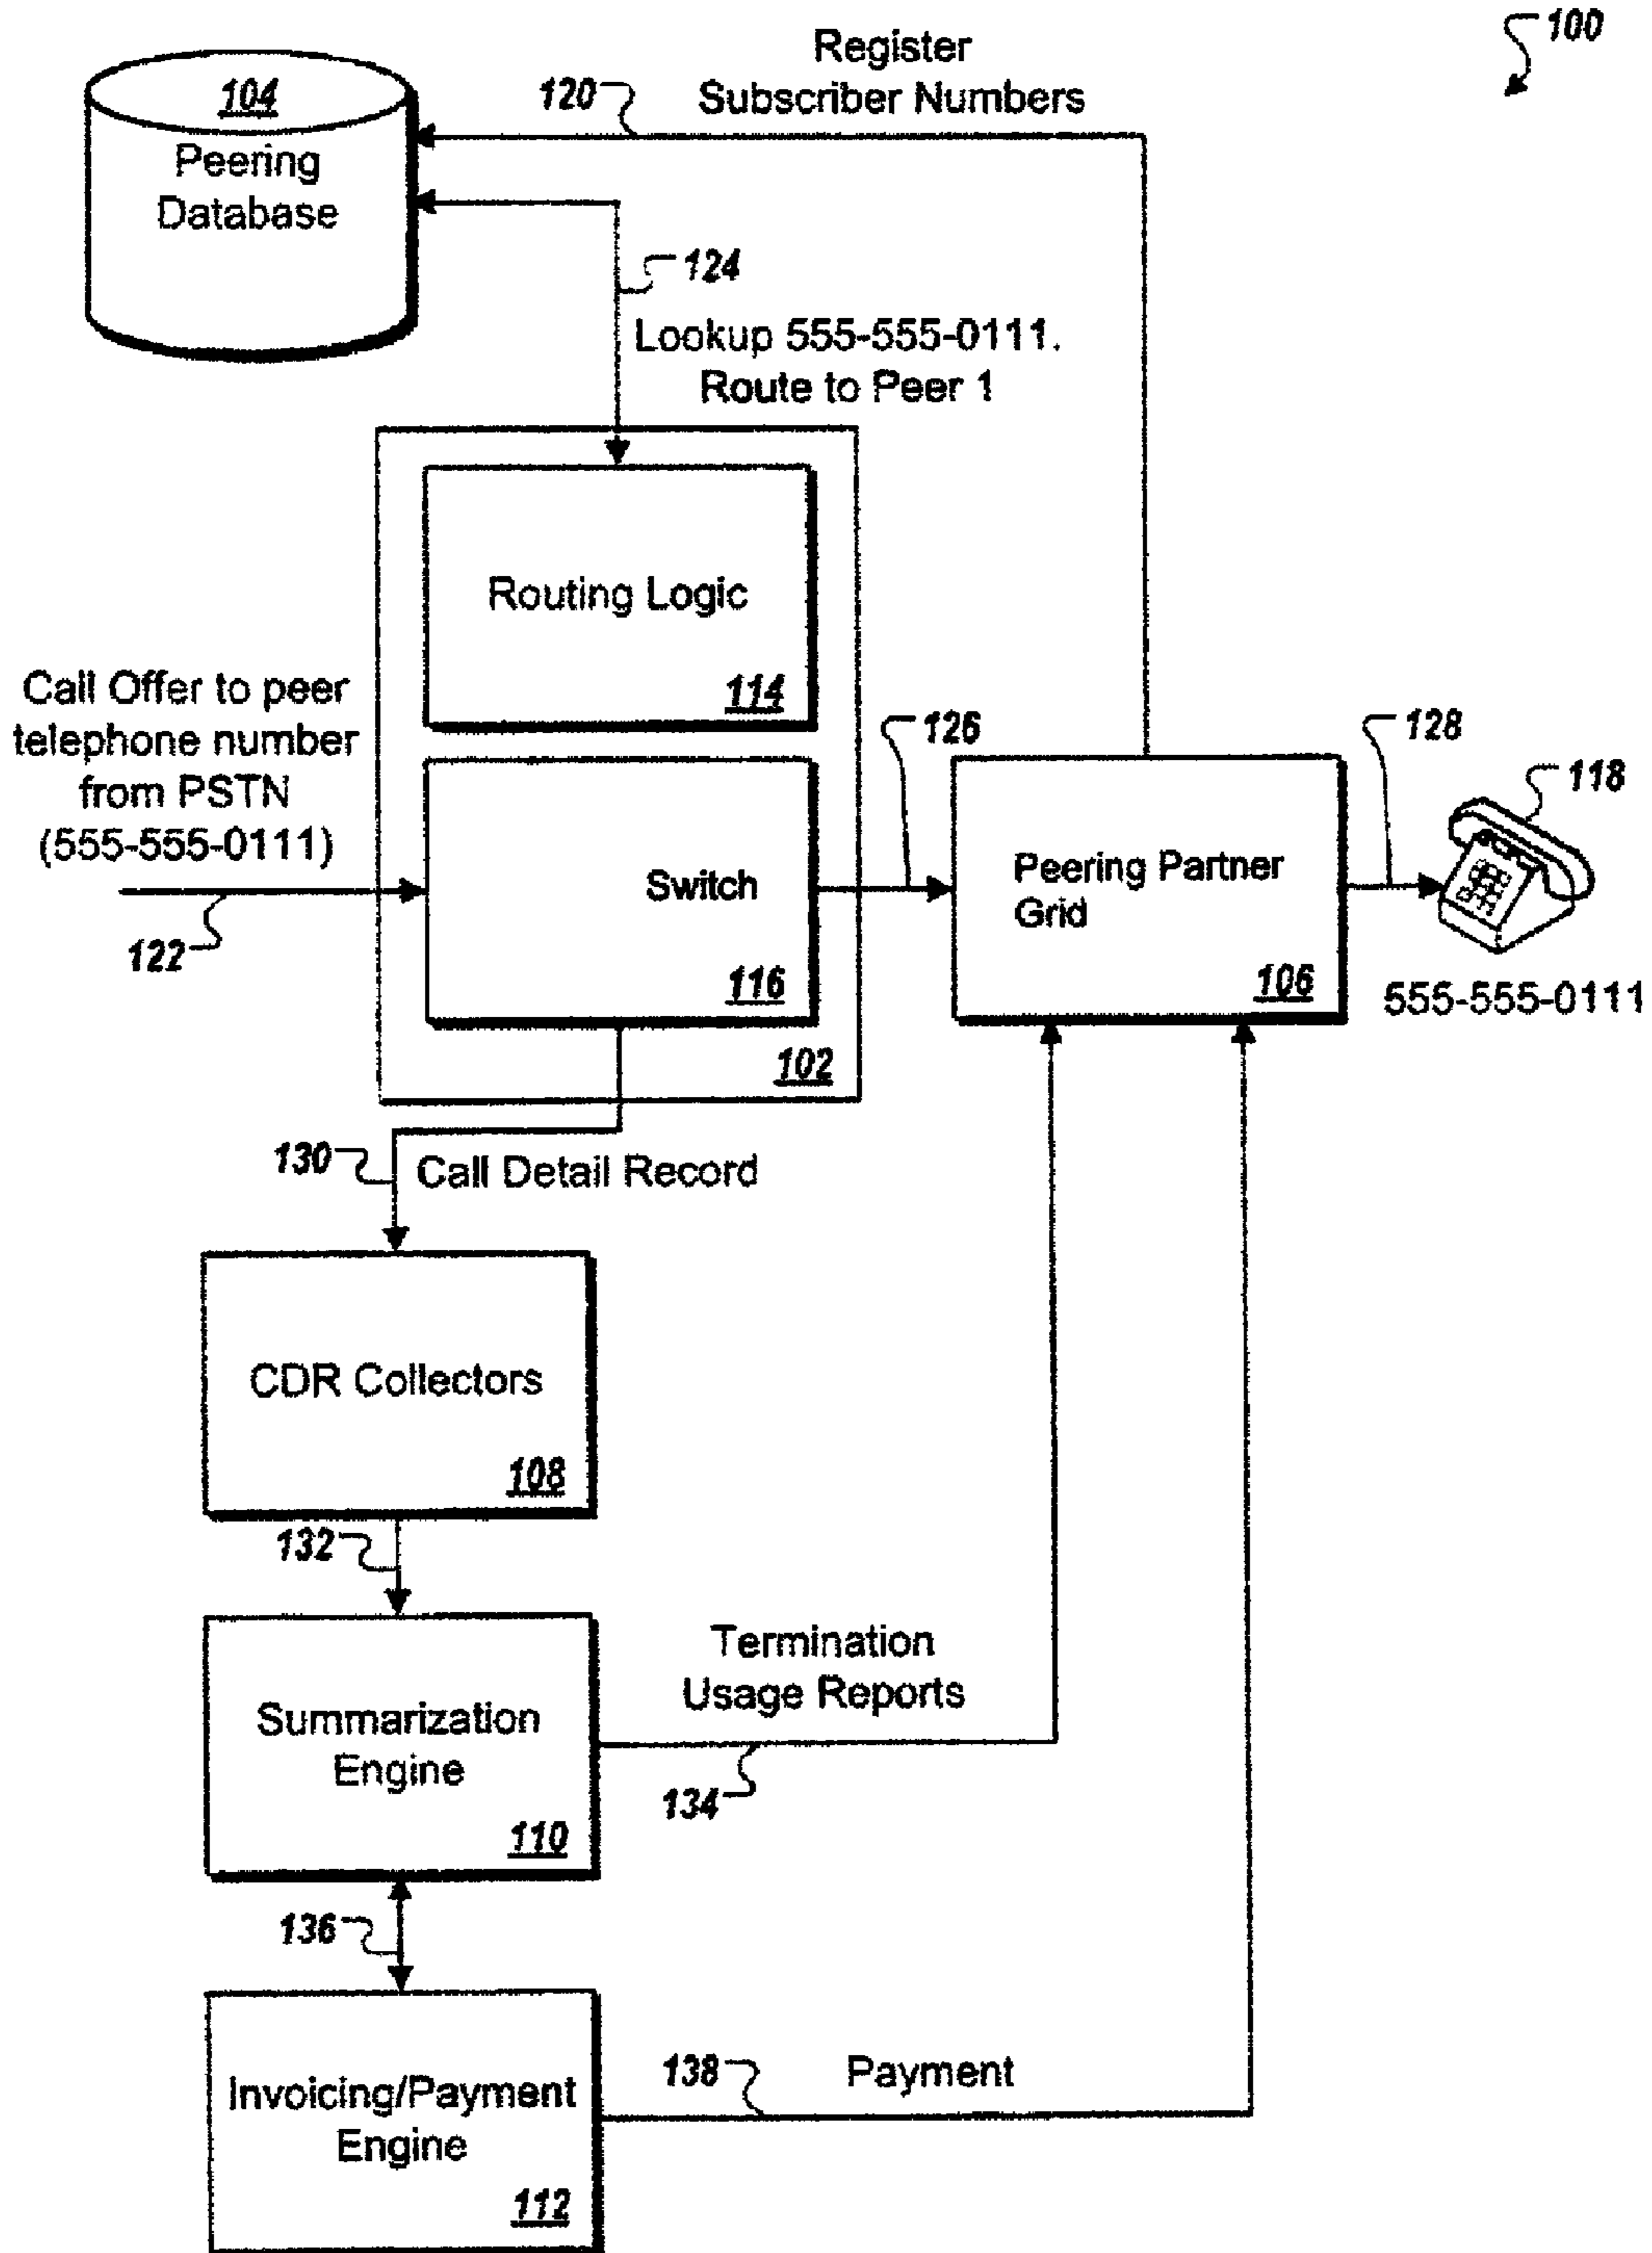 100
Register
Subscriber Numbers
120
104
Peering
Database
124
Lookup 555-555-0111.
Route to Peer 1
Routing Logic
114
Call Offer to peer
telephone number
from PSTN
(555-555-0111)
122
Switch
116
102
126
Peering Partner
Grid
106
128
118
555-555-0111
130
Call Detail Record
CDR Collectors
108
132
Summarization
Engine
110
Termination
Usage Reports
134
136
Invoicing/Payment
Engine
112
138
Payment